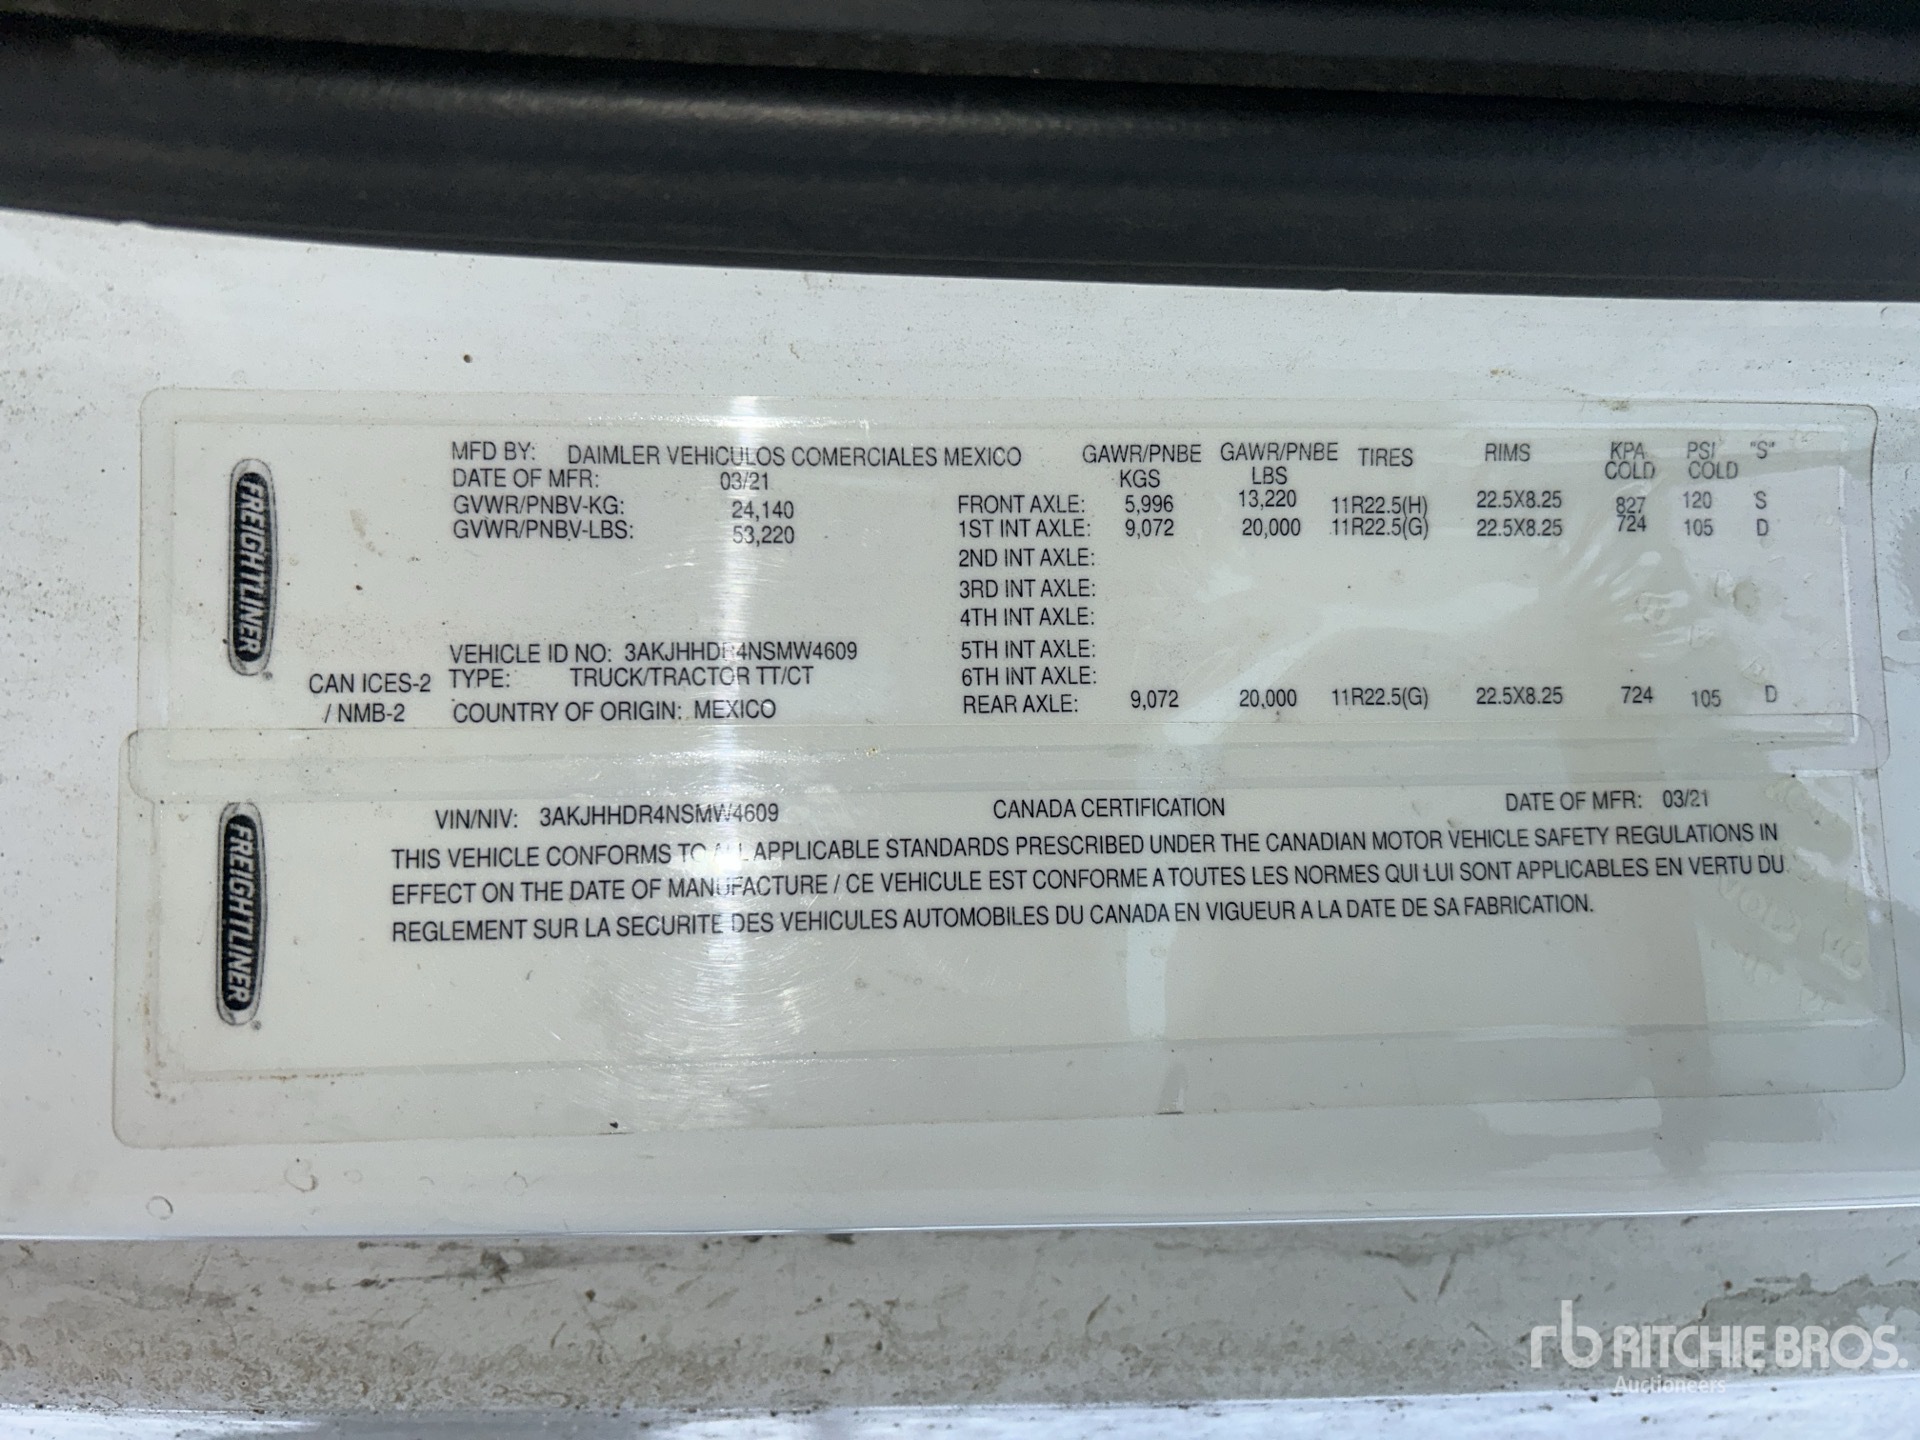 FREIGHTLINER
MFD BY: DAIMLER VEHICULOS COMERCIALES MEXICO
DATE OF MFR: 03/21
GVWR/PNBV-KG: 24,140
GVWR/PNBV-LBS: 53,220
VEHICLE ID NO: 3AKJHHDR4NSMW4609
TYPE: TRUCK/TRACTOR TT/CT
CAN ICES-2
/ NMB-2
COUNTRY OF ORIGIN: MEXICO
GAWR/PNBE KGS GAWR/PNBE LBS TIRES RIMS KPA COLD PSI COLD "S"
FRONT AXLE: 5,996 13,220 11R22.5(H) 22.5X8.25 827 120 S
1ST INT AXLE: 9,072 20,000 11R22.5(G) 22.5X8.25 724 105 D
2ND INT AXLE:
3RD INT AXLE:
4TH INT AXLE:
5TH INT AXLE:
6TH INT AXLE:
REAR AXLE: 9,072 20,000 11R22.5(G) 22.5X8.25 724 105 D
FREIGHTLINER
VIN/NIV: 3AKJHHDR4NSMW4609 CANADA CERTIFICATION DATE OF MFR: 03/21
THIS VEHICLE CONFORMS TO ALL APPLICABLE STANDARDS PRESCRIBED UNDER THE CANADIAN MOTOR VEHICLE SAFETY REGULATIONS IN
EFFECT ON THE DATE OF MANUFACTURE / CE VEHICULE EST CONFORME A TOUTES LES NORMES QUI LUI SONT APPLICABLES EN VERTU DU
REGLEMENT SUR LA SECURITE DES VEHICULES AUTOMOBILES DU CANADA EN VIGUEUR A LA DATE DE SA FABRICATION.
rb RITCHIE BROS.
Auctioneers